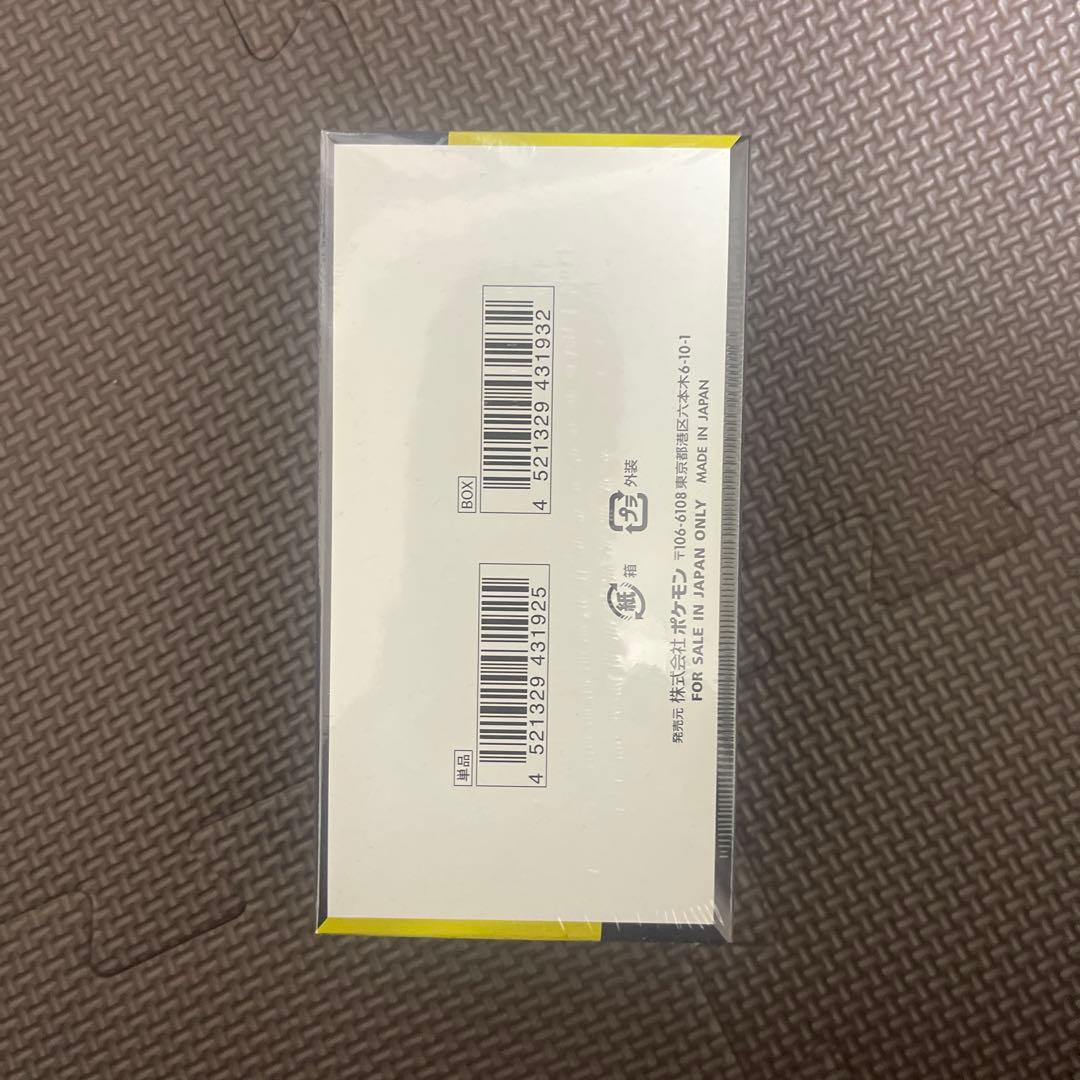 単品
4 521329 431925
BOX
4 521329 431932
紙 箱
プラ 外装
発売元 株式会社 ポケモン 〒106-6108 東京都港区六本木6-10-1
FOR SALE IN JAPAN ONLY MADE IN JAPAN